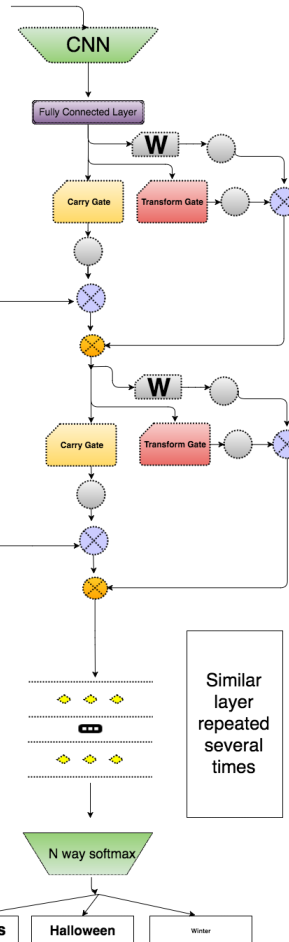 CNN
Fully Connected Layer
W
Carry Gate
Transform Gate
W
Carry Gate
Transform Gate
Similar
layer
repeated
several
times
N way softmax
Halloween
Winter